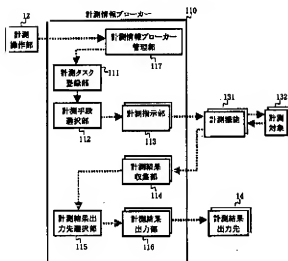 計測情報ブローカー
110
12
計測
操作部
計測情報ブローカー
管理部
117
計測タスク
登録部
111
計測手段
選択部
112
計測指示部
113
131
計測機能
132
計測
対象
計測結果
収集部
114
計測結果出
力先選択部
115
計測結果
出力部
116
14
計測結果
出力先